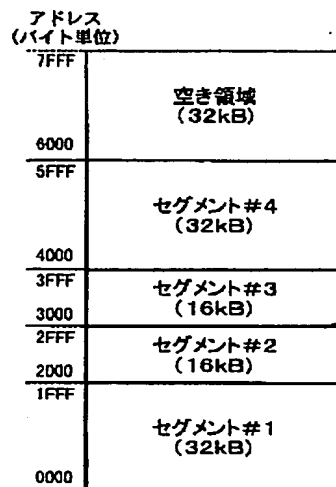 アドレス
(バイト単位)
7FFF
空き領域
(32kB)
6000
5FFF
セグメント#4
(32kB)
4000
3FFF
セグメント#3
(16kB)
3000
2FFF
セグメント#2
(16kB)
2000
1FFF
セグメント#1
(32kB)
0000